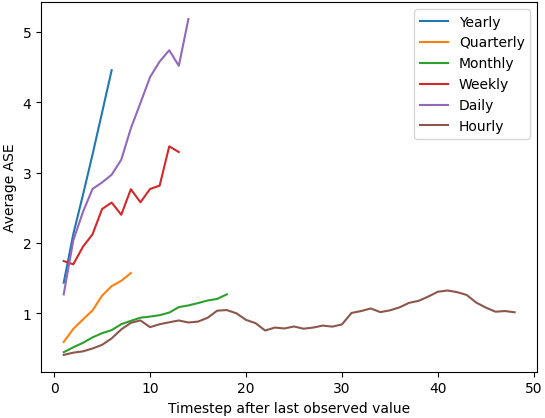 Yearly
Quarterly
Monthly
Weekly
Daily
Hourly
5
4
3
2
1
Average ASE
0 10 20 30 40 50
Timestep after last observed value